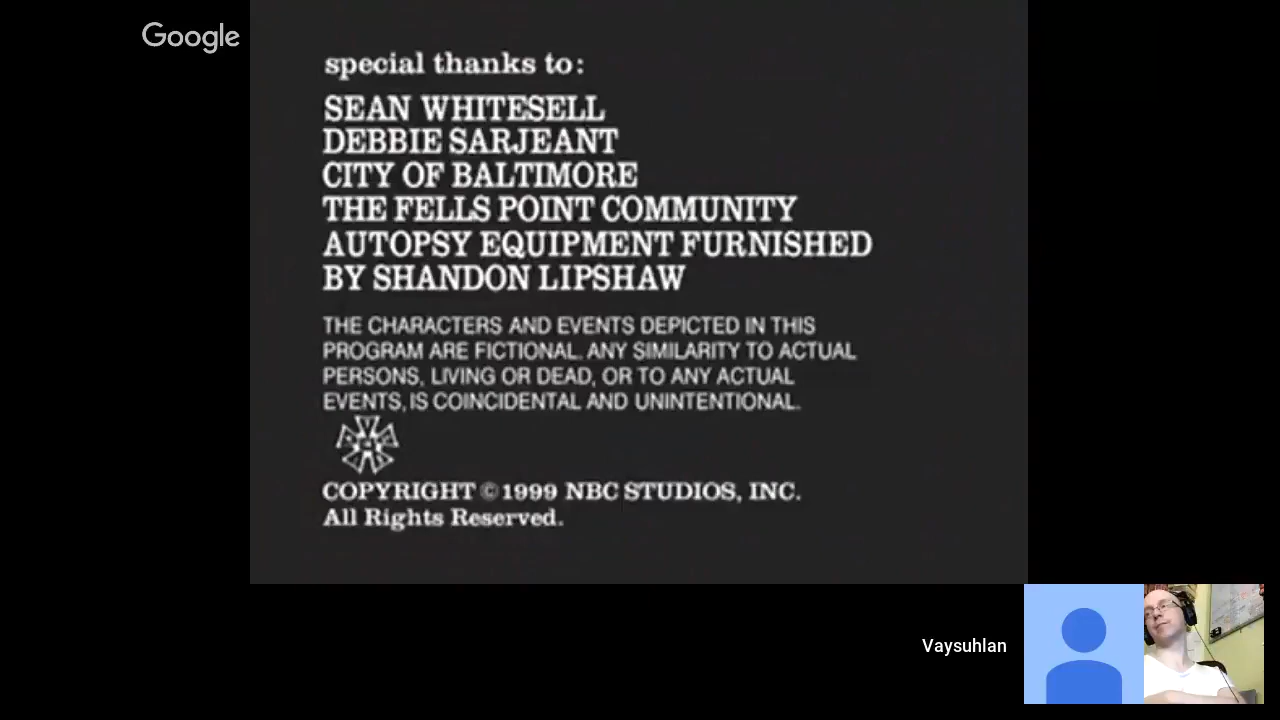 Google
special thanks to:
SEAN WHITESELL
DEBBIE SARJEANT
CITY OF BALTIMORE
THE FELLS POINT COMMUNITY
AUTOPSY EQUIPMENT FURNISHED
BY SHANDON LIPSHAW
THE CHARACTERS AND EVENTS DEPICTED IN THIS
PROGRAM ARE FICTIONAL. ANY SIMILARITY TO ACTUAL
PERSONS, LIVING OR DEAD, OR TO ANY ACTUAL
EVENTS, IS COINCIDENTAL AND UNINTENTIONAL.
COPYRIGHT © 1999 NBC STUDIOS, INC.
All Rights Reserved.
Vaysuhlan